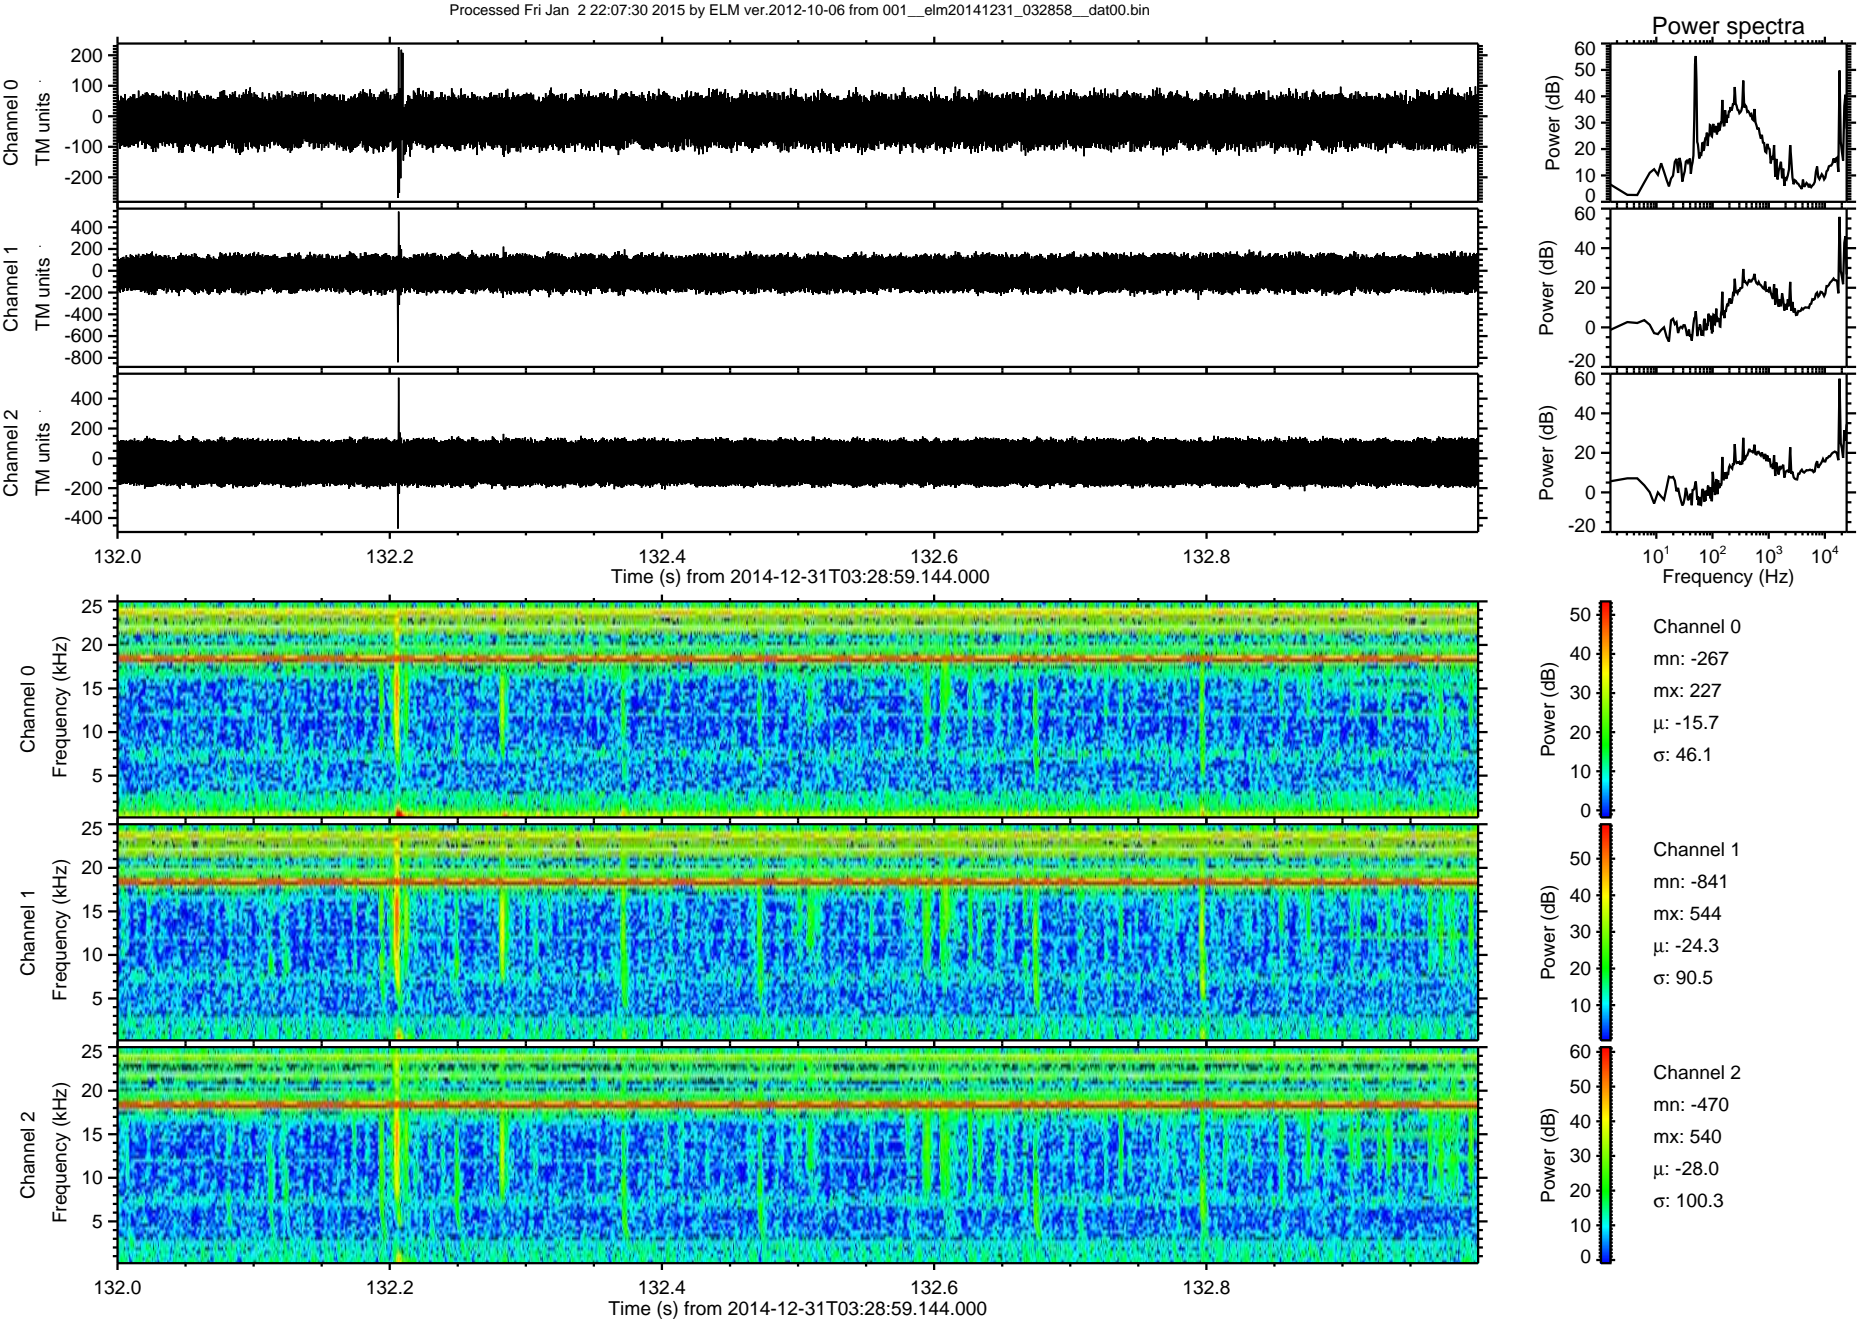 Processed Fri Jan  2 22:07:30 2015 by ELM ver.2012-10-06 from 001__elm20141231_032858__dat00.bin
Power spectra
Channel 0
TM units
200
100
0
-100
-200
Power (dB)
60
50
40
30
20
10
0
Channel 1
TM units
400
200
0
-200
-400
-600
-800
Power (dB)
60
40
20
0
-20
Channel 2
TM units
400
200
0
-200
-400
Power (dB)
60
40
20
0
-20
132.0 132.2 132.4 132.6 132.8
Time (s) from 2014-12-31T03:28:59.144.000
10^1 10^2 10^3 10^4
Frequency (Hz)
Channel 0
Frequency (kHz)
25
20
15
10
5
Power (dB)
50
40
30
20
10
0
Channel 0
mn: -267
mx: 227
μ: -15.7
σ: 46.1
Channel 1
Frequency (kHz)
25
20
15
10
5
Power (dB)
50
40
30
20
10
Channel 1
mn: -841
mx: 544
μ: -24.3
σ: 90.5
Channel 2
Frequency (kHz)
25
20
15
10
5
Power (dB)
60
50
40
30
20
10
0
Channel 2
mn: -470
mx: 540
μ: -28.0
σ: 100.3
132.0 132.2 132.4 132.6 132.8
Time (s) from 2014-12-31T03:28:59.144.000